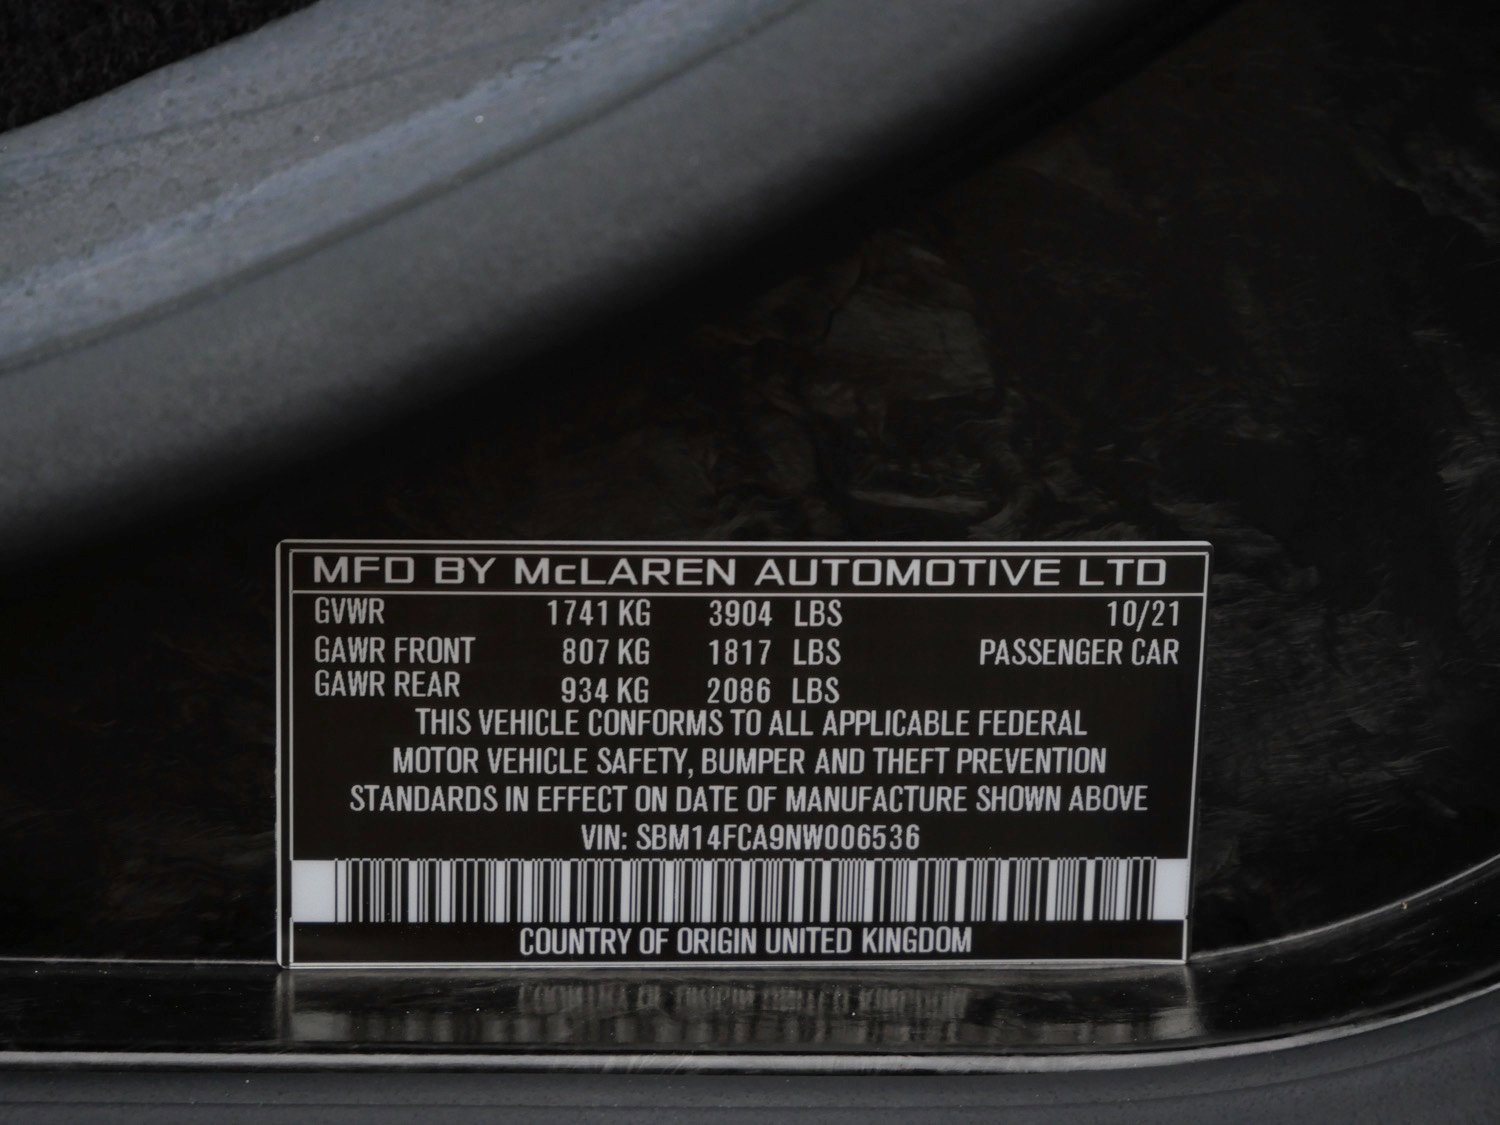 MFD BY McLAREN AUTOMOTIVE LTD
GVWR 1741 KG 3904 LBS 10/21
GAWR FRONT 807 KG 1817 LBS PASSENGER CAR
GAWR REAR 934 KG 2086 LBS
THIS VEHICLE CONFORMS TO ALL APPLICABLE FEDERAL
MOTOR VEHICLE SAFETY, BUMPER AND THEFT PREVENTION
STANDARDS IN EFFECT ON DATE OF MANUFACTURE SHOWN ABOVE
VIN: SBM14FCA9NW006536
COUNTRY OF ORIGIN UNITED KINGDOM